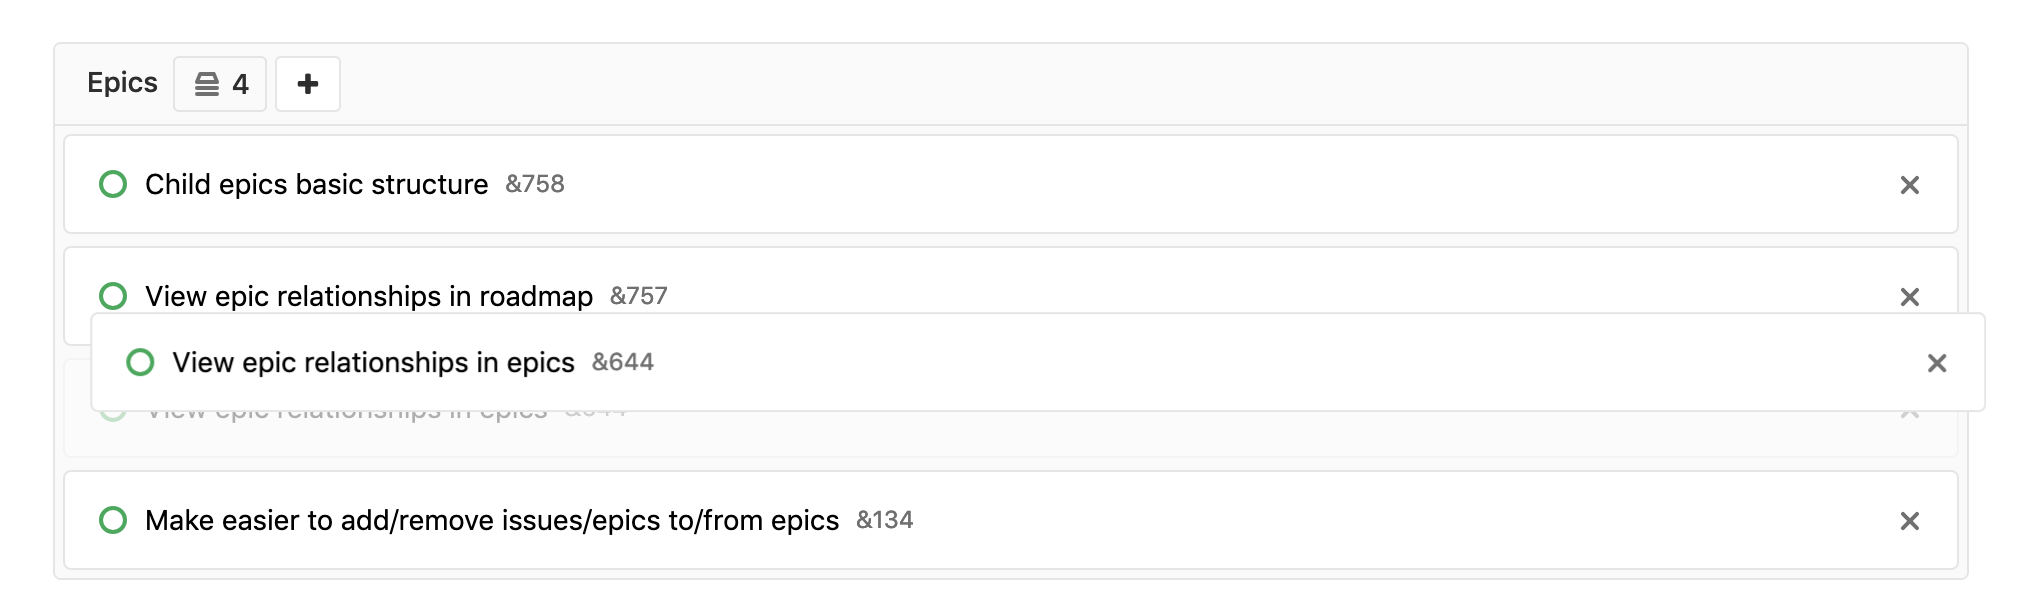 Epics 4
Child epics basic structure &758
View epic relationships in roadmap &757
View epic relationships in epics &644
View epic relationships in epics &644
Make easier to add/remove issues/epics to/from epics &134